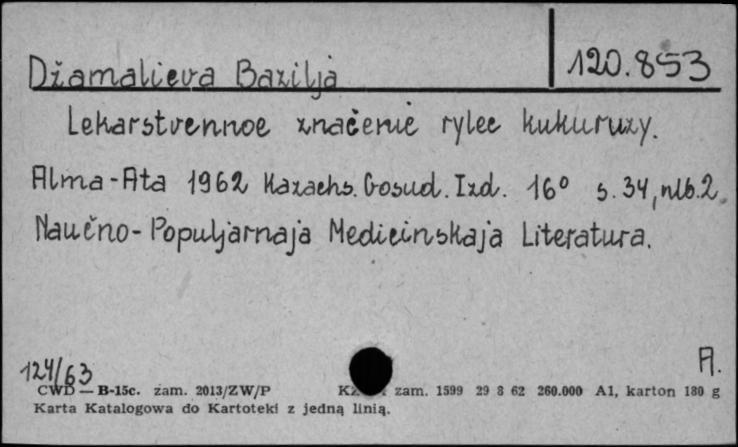 Džamalieva Bazilja 120.853
Lekarstvennoe značenie rylec kukuruzy.
Alma-Ata 1962 Kazachs. Gosud. Izd. 16° s. 34, nlb. 2.
Naučno-Populjarnaja Medicinskaja Literatura.
A.
124/63
CWD — B-15c. zam. 2013/ZW/P zam. 1599 29 8 62 260.000 A1, karton 180 g
Karta Katalogowa do Kartoteki z jedną linią.